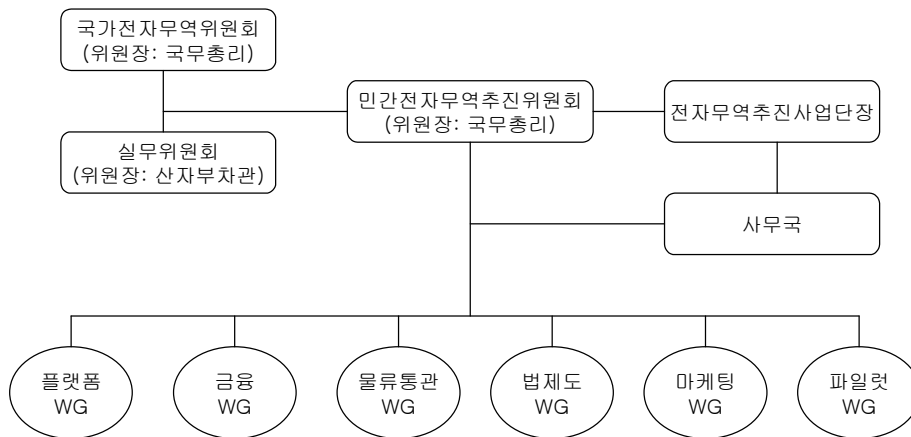 국가전자무역위원회
(위원장: 국무총리)
민간전자무역추진위원회
(위원장: 국무총리)
전자무역추진사업단장
실무위원회
(위원장: 산자부차관)
사무국
플랫폼
WG
금융
WG
물류통관
WG
법제도
WG
마케팅
WG
파일럿
WG